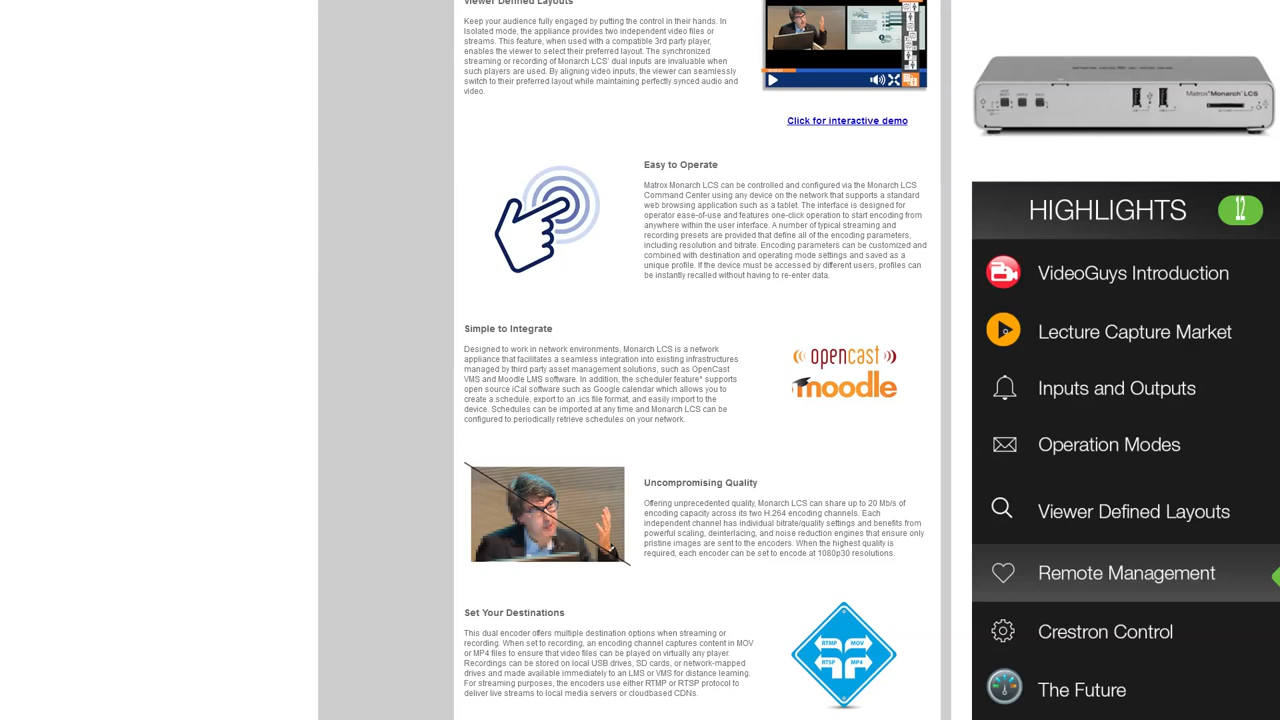 Viewer Defined Layouts
Keep your audience fully engaged by putting the control in their hands. In
Isolated mode, the appliance provides two independent video files or
streams. This feature, when used with a compatible 3rd party player,
enables the viewer to select their preferred layout. The synchronized
streaming or recording of Monarch LCS' dual inputs are invaluable when
such players are used. By aligning video inputs, the viewer can seamlessly
switch to their preferred layout while maintaining perfectly synced audio and
video.
Click for interactive demo
Easy to Operate
Matrox Monarch LCS can be controlled and configured via the Monarch LCS
Command Center using any device on the network that supports a standard
web browsing application such as a tablet. The interface is designed for
operator ease-of-use and features one-click operation to start encoding from
anywhere within the user interface. A number of typical streaming and
recording presets are provided that define all of the encoding parameters,
including resolution and bitrate. Encoding parameters can be customized and
combined with destination and operating mode settings and saved as a
unique profile. If the device must be accessed by different users, profiles can
be instantly recalled without having to re-enter data.
Simple to Integrate
Designed to work in network environments, Monarch LCS is a network
appliance that facilitates a seamless integration into existing infrastructures
managed by third party asset management solutions, such as OpenCast
VMS and Moodle LMS software. In addition, the scheduler feature* supports
open source iCal software such as Google calendar which allows you to
create a schedule, export to an .ics file format, and easily import to the
device. Schedules can be imported at any time and Monarch LCS can be
configured to periodically retrieve schedules on your network.
opencast
moodle
Uncompromising Quality
Offering unprecedented quality, Monarch LCS can share up to 20 Mb/s of
encoding capacity across its two H.264 encoding channels. Each
independent channel has individual bitrate/quality settings and benefits from
powerful scaling, deinterlacing, and noise reduction engines that ensure only
pristine images are sent to the encoders. When the highest quality is
required, each encoder can be set to encode at 1080p30 resolutions.
Set Your Destinations
This dual encoder offers multiple destination options when streaming or
recording. When set to recording, an encoding channel captures content in MOV
or MP4 files to ensure that video files can be played on virtually any player.
Recordings can be stored on local USB drives, SD cards, or network-mapped
drives and made available immediately to an LMS or VMS for distance learning.
For streaming purposes, the encoders use either RTMP or RTSP protocol to
deliver live streams to local media servers or cloudbased CDNs.
RTMP MOV
RTSP MP4
Matrox Monarch LCS
HIGHLIGHTS 12
VideoGuys Introduction
Lecture Capture Market
Inputs and Outputs
Operation Modes
Viewer Defined Layouts
Remote Management
Crestron Control
The Future